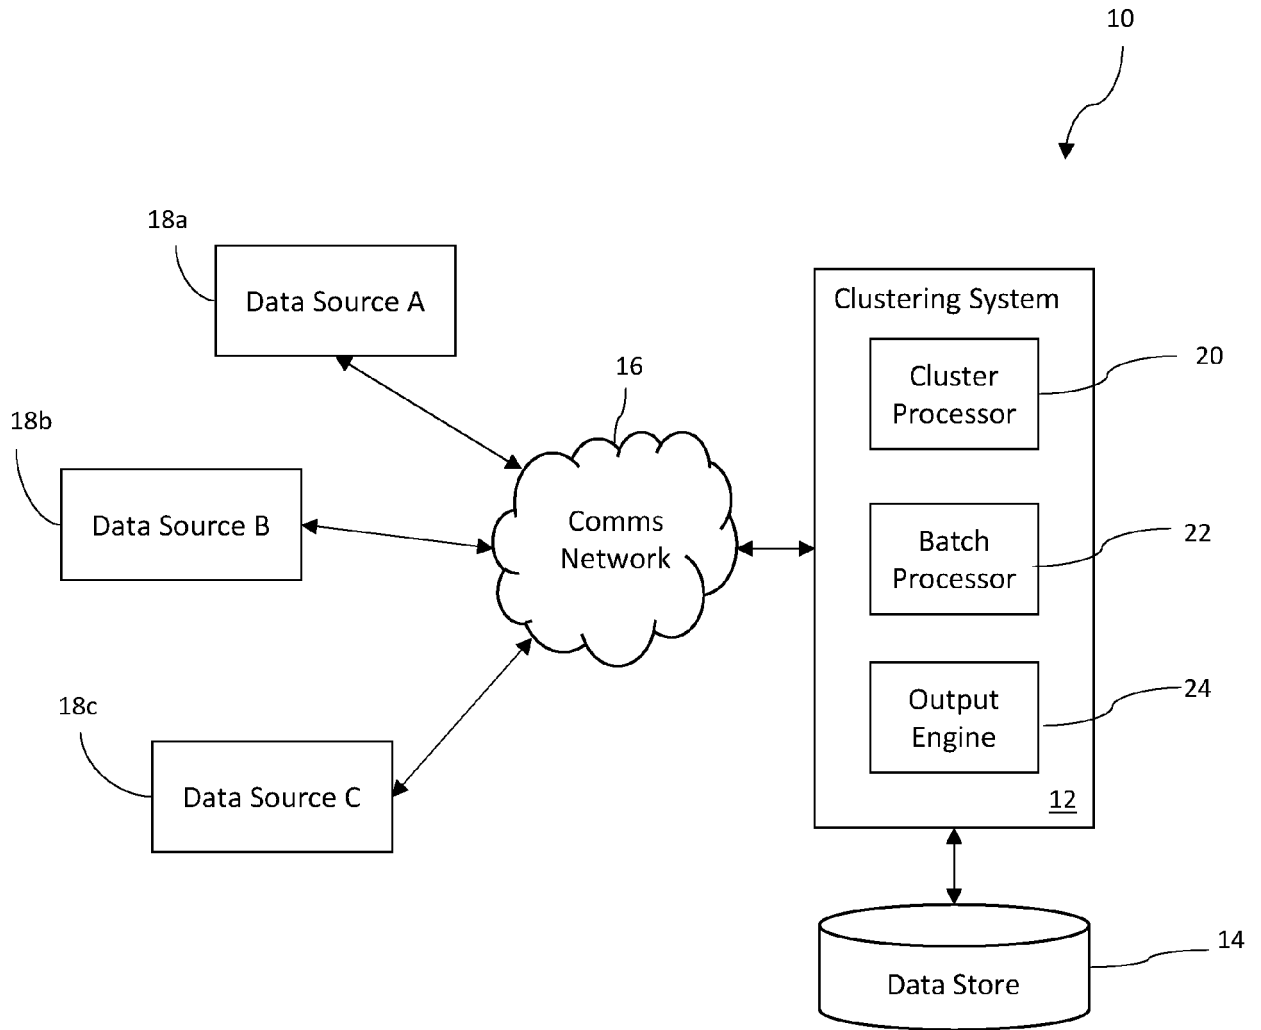 10
18a
Data Source A
Clustering System
16
20
Cluster
Processor
18b
Data Source B
Comms
Network
22
Batch
Processor
18c
24
Output
Engine
Data Source C
12
14
Data Store